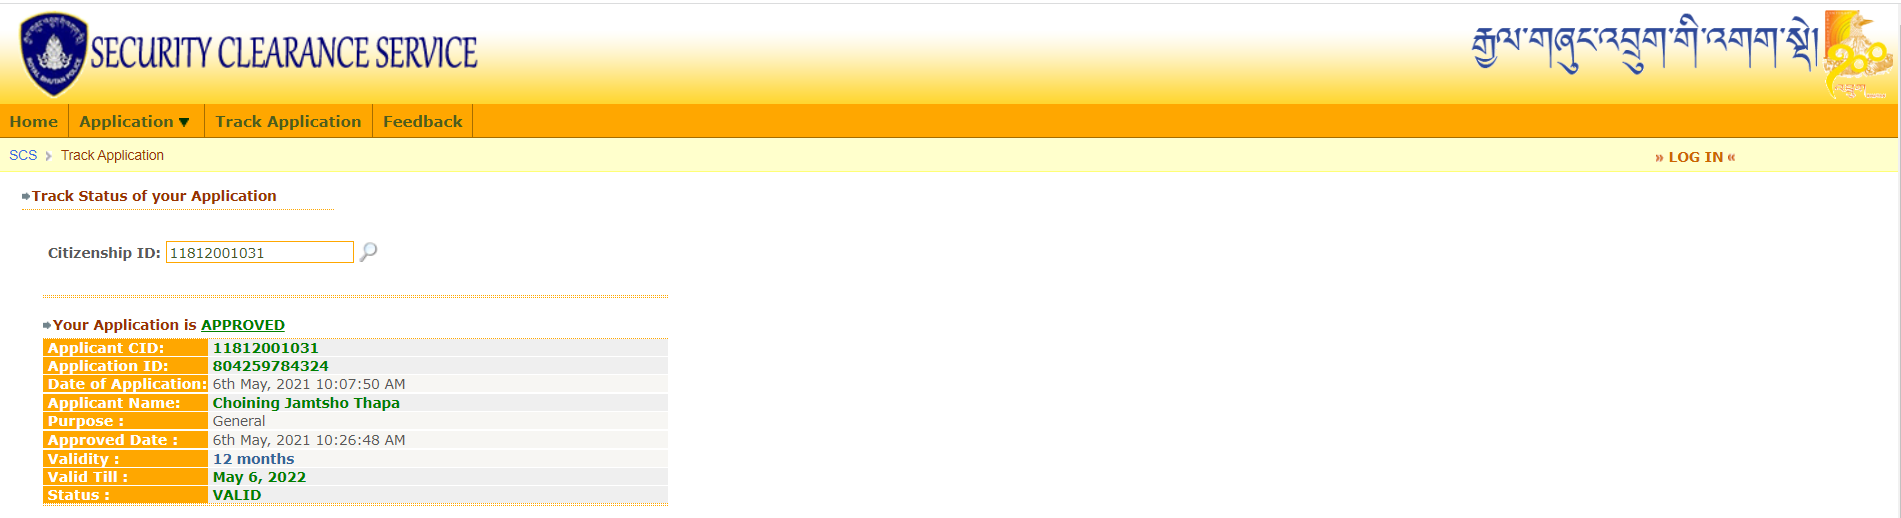 SECURITY CLEARANCE SERVICE
ROYAL BHUTAN POLICE
རྒྱལ་གཞུང་འབྲུག་གི་འགག་སྡེ།
Home
Application ▼
Track Application
Feedback
SCS › Track Application
» LOG IN «
Track Status of your Application
Citizenship ID: 11812001031
Your Application is APPROVED
Applicant CID: 11812001031
Application ID: 804259784324
Date of Application: 6th May, 2021 10:07:50 AM
Applicant Name: Choining Jamtsho Thapa
Purpose : General
Approved Date : 6th May, 2021 10:26:48 AM
Validity : 12 months
Valid Till : May 6, 2022
Status : VALID